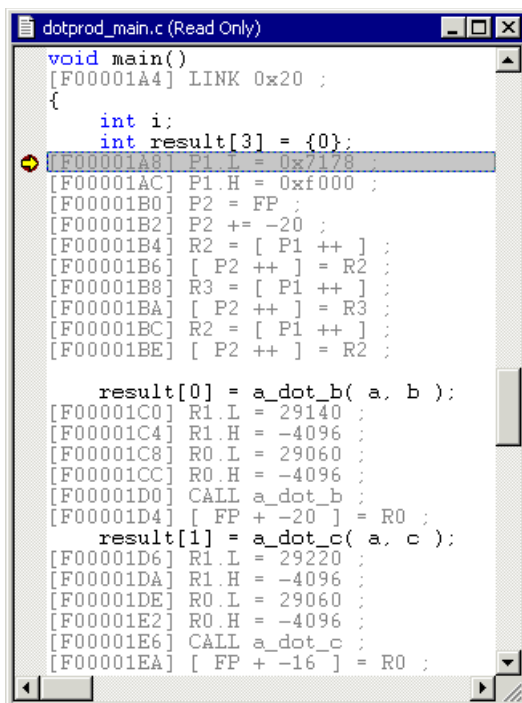 dotprod_main.c (Read Only)
void main()
[F00001A4] LINK 0x20 ;
{
int i;
int result[3] = {0};
[F00001A8] P1.L = 0x7178 ;
[F00001AC] P1.H = 0xf000 ;
[F00001B0] P2 = FP ;
[F00001B2] P2 += -20 ;
[F00001B4] R2 = [ P1 ++ ] ;
[F00001B6] [ P2 ++ ] = R2 ;
[F00001B8] R3 = [ P1 ++ ] ;
[F00001BA] [ P2 ++ ] = R3 ;
[F00001BC] R2 = [ P1 ++ ] ;
[F00001BE] [ P2 ++ ] = R2 ;
result[0] = a_dot_b( a, b );
[F00001C0] R1.L = 29140 ;
[F00001C4] R1.H = -4096 ;
[F00001C8] R0.L = 29060 ;
[F00001CC] R0.H = -4096 ;
[F00001D0] CALL a_dot_b ;
[F00001D4] [ FP + -20 ] = R0 ;
result[1] = a_dot_c( a, c );
[F00001D6] R1.L = 29220 ;
[F00001DA] R1.H = -4096 ;
[F00001DE] R0.L = 29060 ;
[F00001E2] R0.H = -4096 ;
[F00001E6] CALL a_dot_c ;
[F00001EA] [ FP + -16 ] = R0 ;